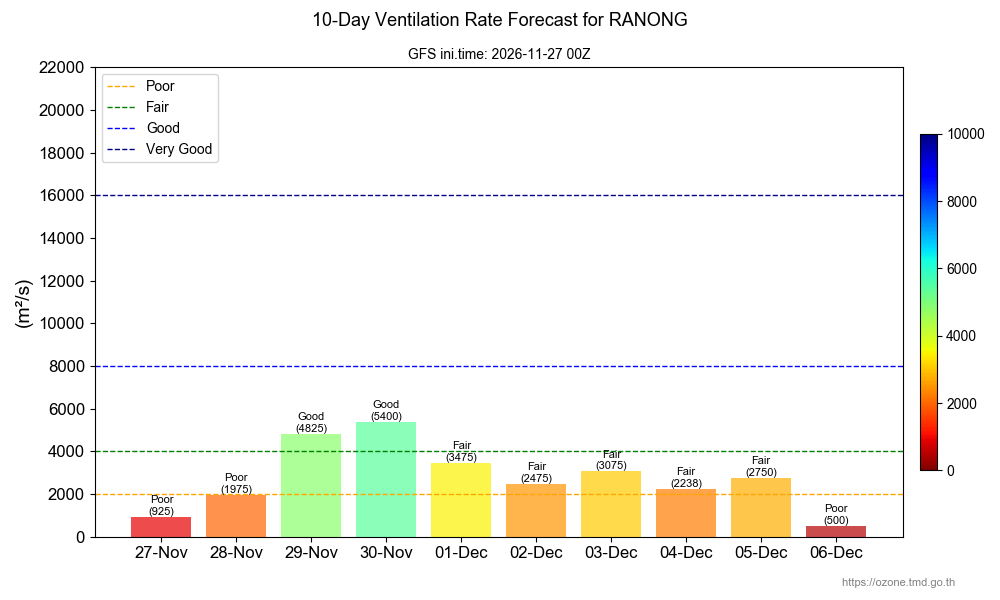 10-Day Ventilation Rate Forecast for RANONG
GFS ini.time: 2026-11-27 00Z
(m²/s)
22000
20000
18000
16000
14000
12000
10000
8000
6000
4000
2000
0
Poor
Fair
Good
Very Good
Poor
(925)
Poor
(1975)
Good
(4825)
Good
(5400)
Fair
(3475)
Fair
(2475)
Fair
(3075)
Fair
(2238)
Fair
(2750)
Poor
(500)
27-Nov 28-Nov 29-Nov 30-Nov 01-Dec 02-Dec 03-Dec 04-Dec 05-Dec 06-Dec
10000
8000
6000
4000
2000
0
https://ozone.tmd.go.th